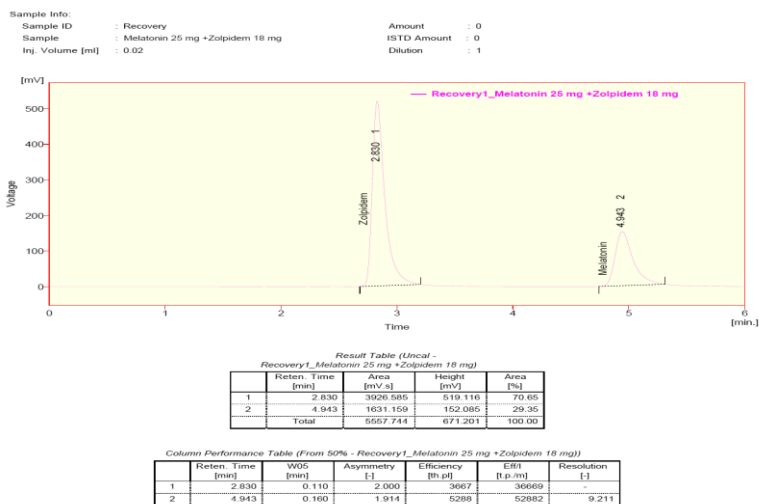 Sample Info:
Sample ID : Recovery Amount : 0
Sample : Melatonin 25 mg +Zolpidem 18 mg ISTD Amount : 0
Inj. Volume [ml] : 0.02 Dilution : 1
[mV]
Recovery1_Melatonin 25 mg +Zolpidem 18 mg
500
400
300
200
100
0
Voltage
Zolpidem
2.830 1
Melatonin
4.943 2
0 1 2 3 4 5 6
Time
[min.]
Result Table (Uncal -
Recovery1_Melatonin 25 mg +Zolpidem 18 mg)
Reten. Time Area Height Area
[min] [mV.s] [mV] [%]
1 2.830 3926.585 519.116 70.65
2 4.943 1631.159 152.085 29.35
Total 5557.744 671.201 100.00
Column Performance Table (From 50% - Recovery1_Melatonin 25 mg +Zolpidem 18 mg))
Reten. Time W05 Asymmetry Efficiency Eff/l Resolution
[min] [min] [-] [th.pl] [t.p./m] [-]
1 2.830 0.110 2.000 3667 36669 -
2 4.943 0.160 1.914 5288 52882 9.211